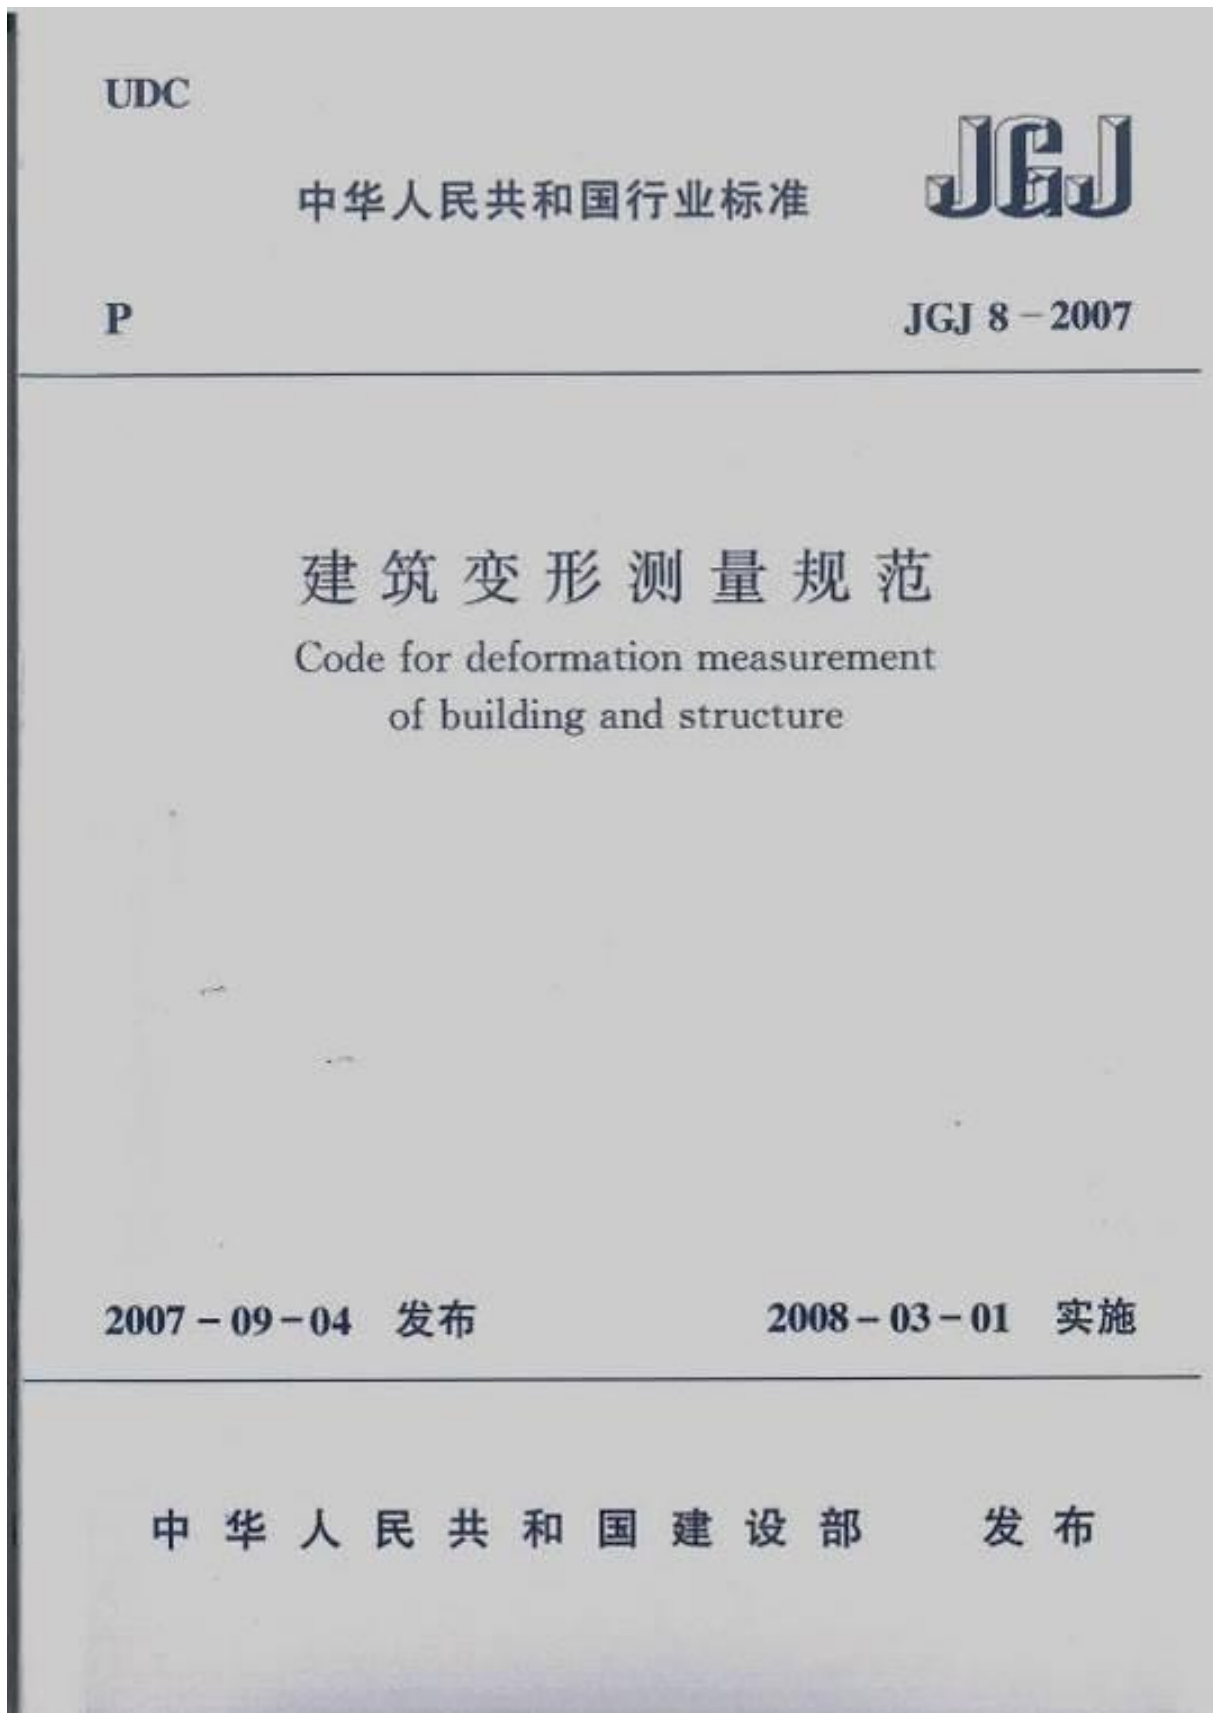 UDC
JGJ
中华人民共和国行业标准
P
JGJ 8－2007
建筑变形测量规范
Code for deformation measurement
of building and structure
2007－09－04 发布
2008－03－01 实施
中华人民共和国建设部 发布